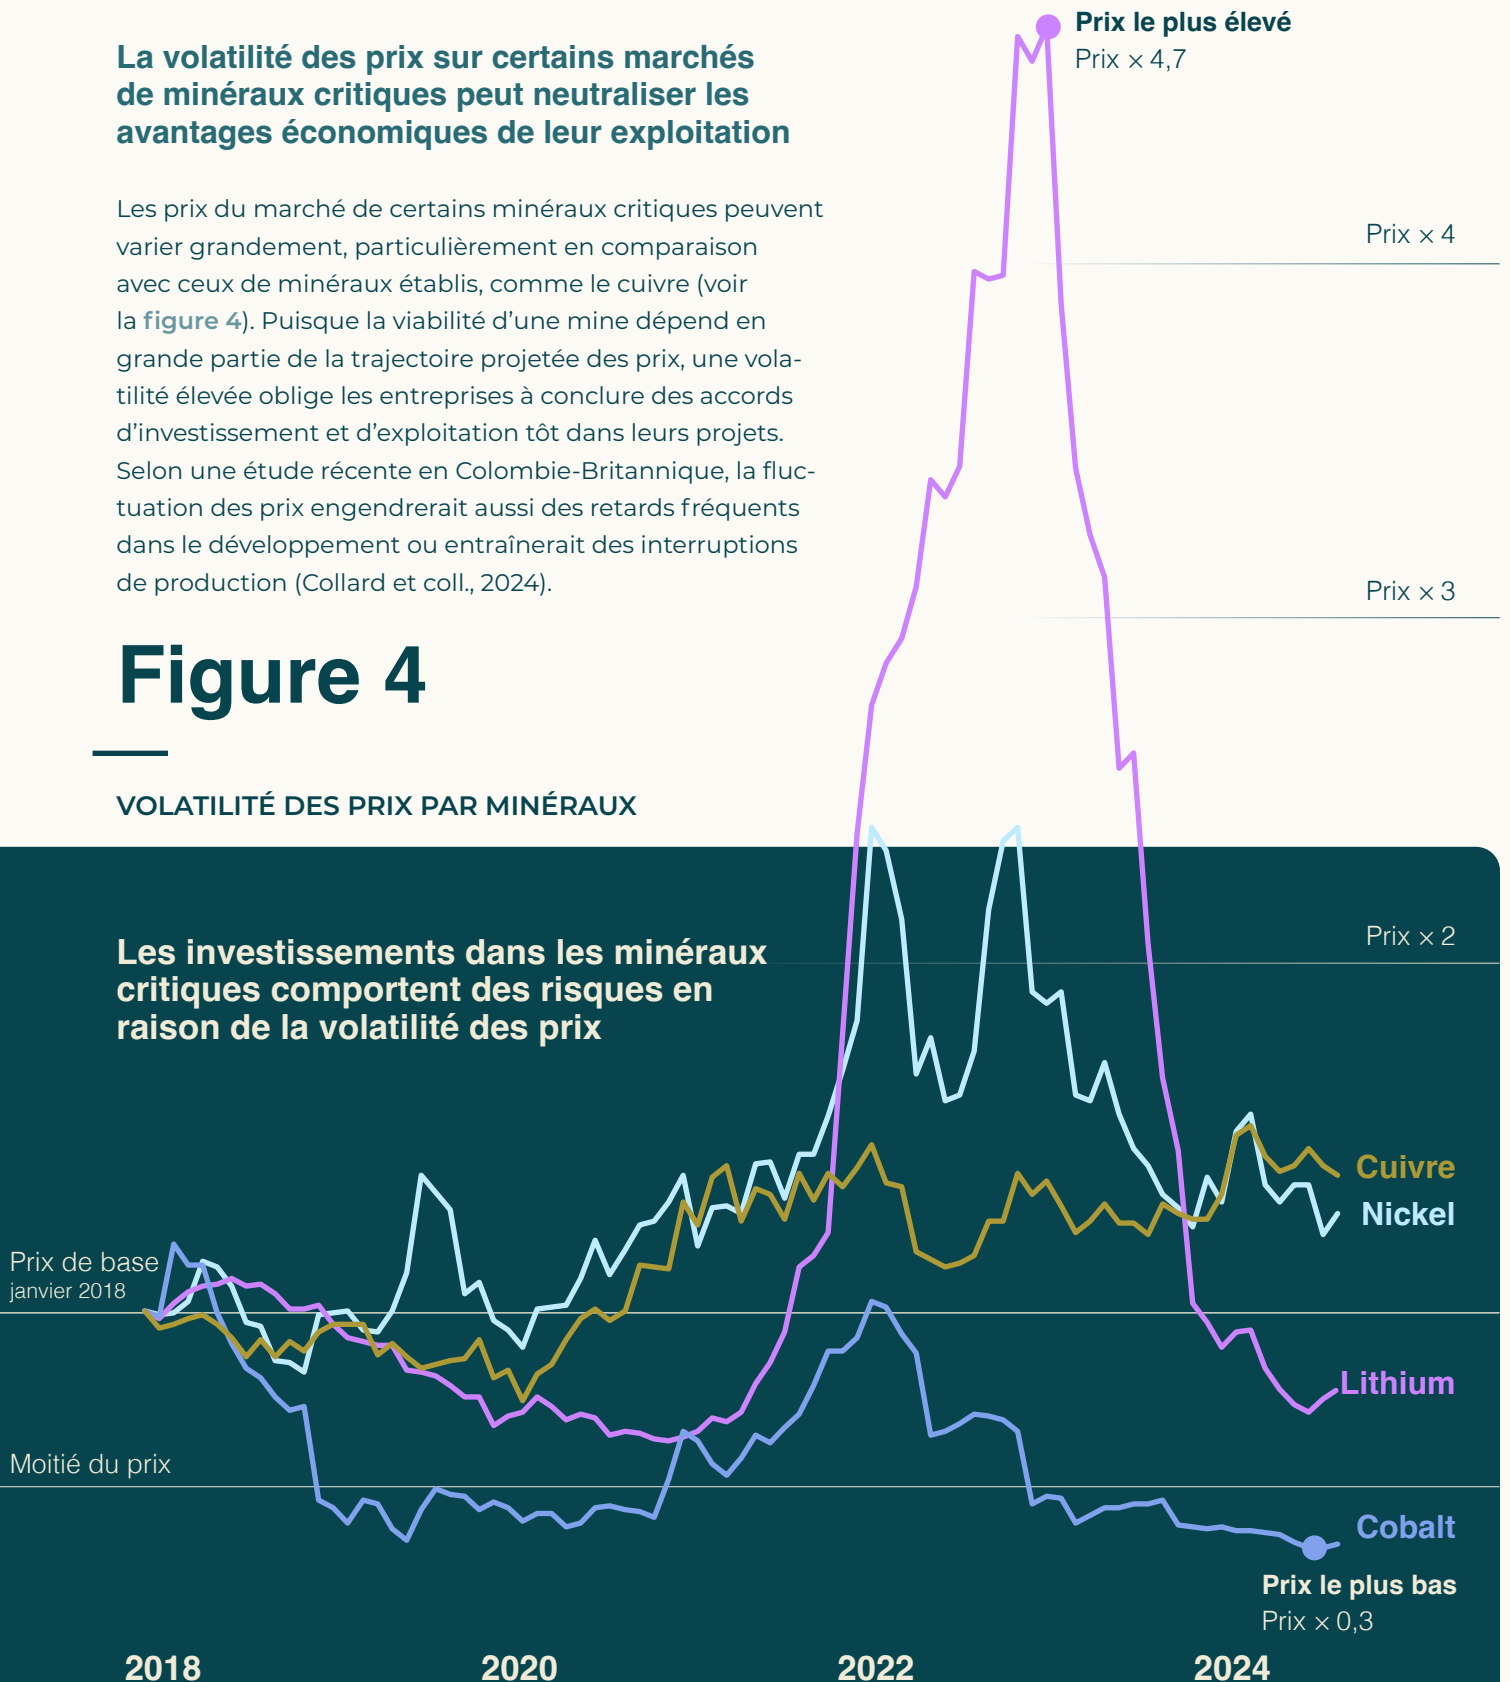 Prix le plus élevé
Prix × 4,7
La volatilité des prix sur certains marchés
de minéraux critiques peut neutraliser les
avantages économiques de leur exploitation
Les prix du marché de certains minéraux critiques peuvent
varier grandement, particulièrement en comparaison
avec ceux de minéraux établis, comme le cuivre (voir
la figure 4). Puisque la viabilité d’une mine dépend en
grande partie de la trajectoire projetée des prix, une vola-
tilité élevée oblige les entreprises à conclure des accords
d’investissement et d’exploitation tôt dans leurs projets.
Selon une étude récente en Colombie-Britannique, la fluc-
tuation des prix engendrerait aussi des retards fréquents
dans le développement ou entraînerait des interruptions
de production (Collard et coll., 2024).
Prix × 4
Prix × 3
Figure 4
VOLATILITÉ DES PRIX PAR MINÉRAUX
Les investissements dans les minéraux
critiques comportent des risques en
raison de la volatilité des prix
Prix × 2
Cuivre
Nickel
Prix de base
janvier 2018
Lithium
Moitié du prix
Cobalt
Prix le plus bas
Prix × 0,3
2018 2020 2022 2024